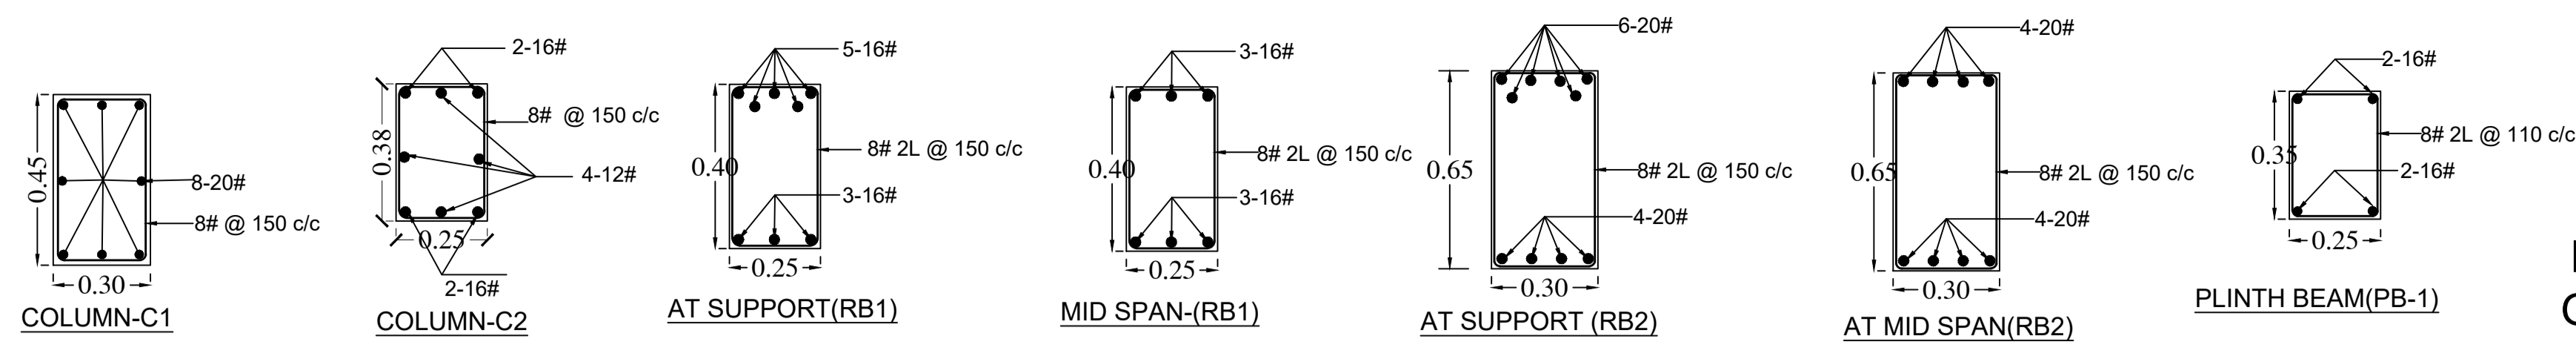 0.45
8-20#
8# @ 150 c/c
0.30
COLUMN-C1
2-16#
0.38
8# @ 150 c/c
4-12#
0.25
2-16#
COLUMN-C2
5-16#
0.40
8# 2L @ 150 c/c
3-16#
0.25
AT SUPPORT(RB1)
3-16#
0.40
8# 2L @ 150 c/c
3-16#
0.25
MID SPAN-(RB1)
6-20#
0.65
8# 2L @ 150 c/c
4-20#
0.30
AT SUPPORT (RB2)
4-20#
0.65
8# 2L @ 150 c/c
4-20#
0.30
AT MID SPAN(RB2)
2-16#
0.35
8# 2L @ 110 c/c
2-16#
0.25
PLINTH BEAM(PB-1)